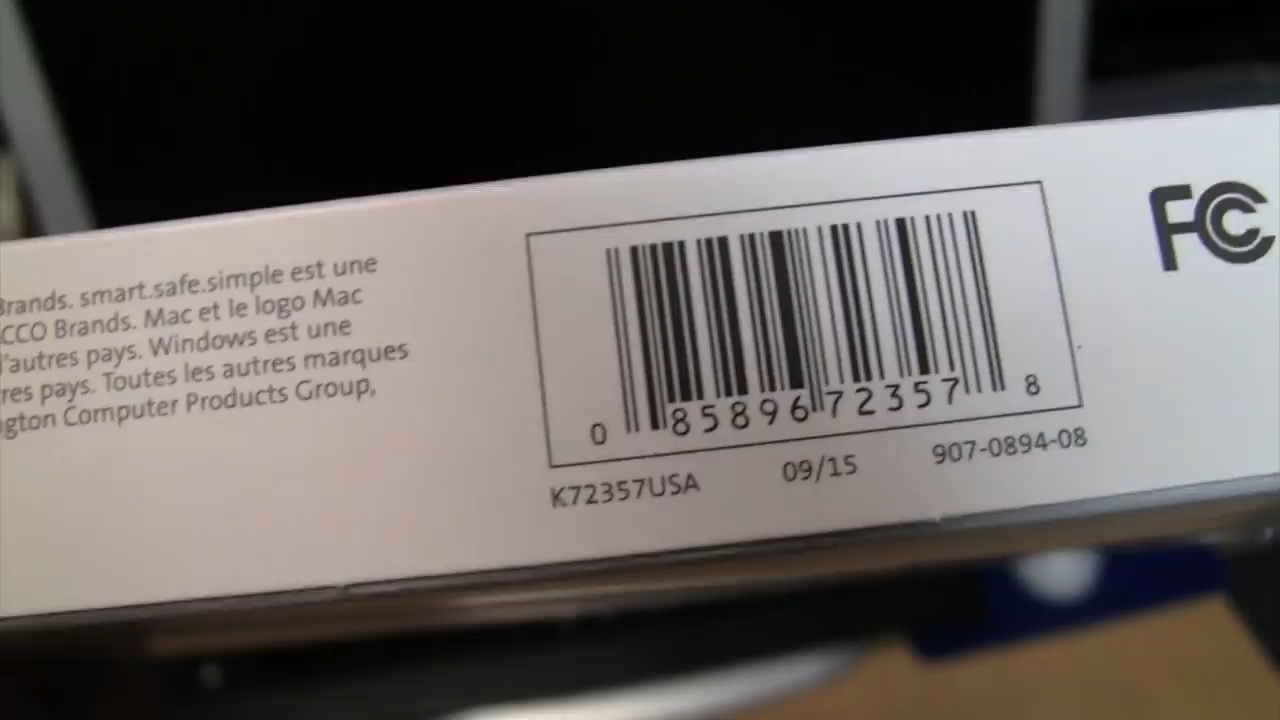 Brands. smart.safe.simple est une
CCO Brands. Mac et le logo Mac
l'autres pays. Windows est une
res pays. Toutes les autres marques
gton Computer Products Group,
0 85896 72357 8
K72357USA 09/15 907-0894-08
FC